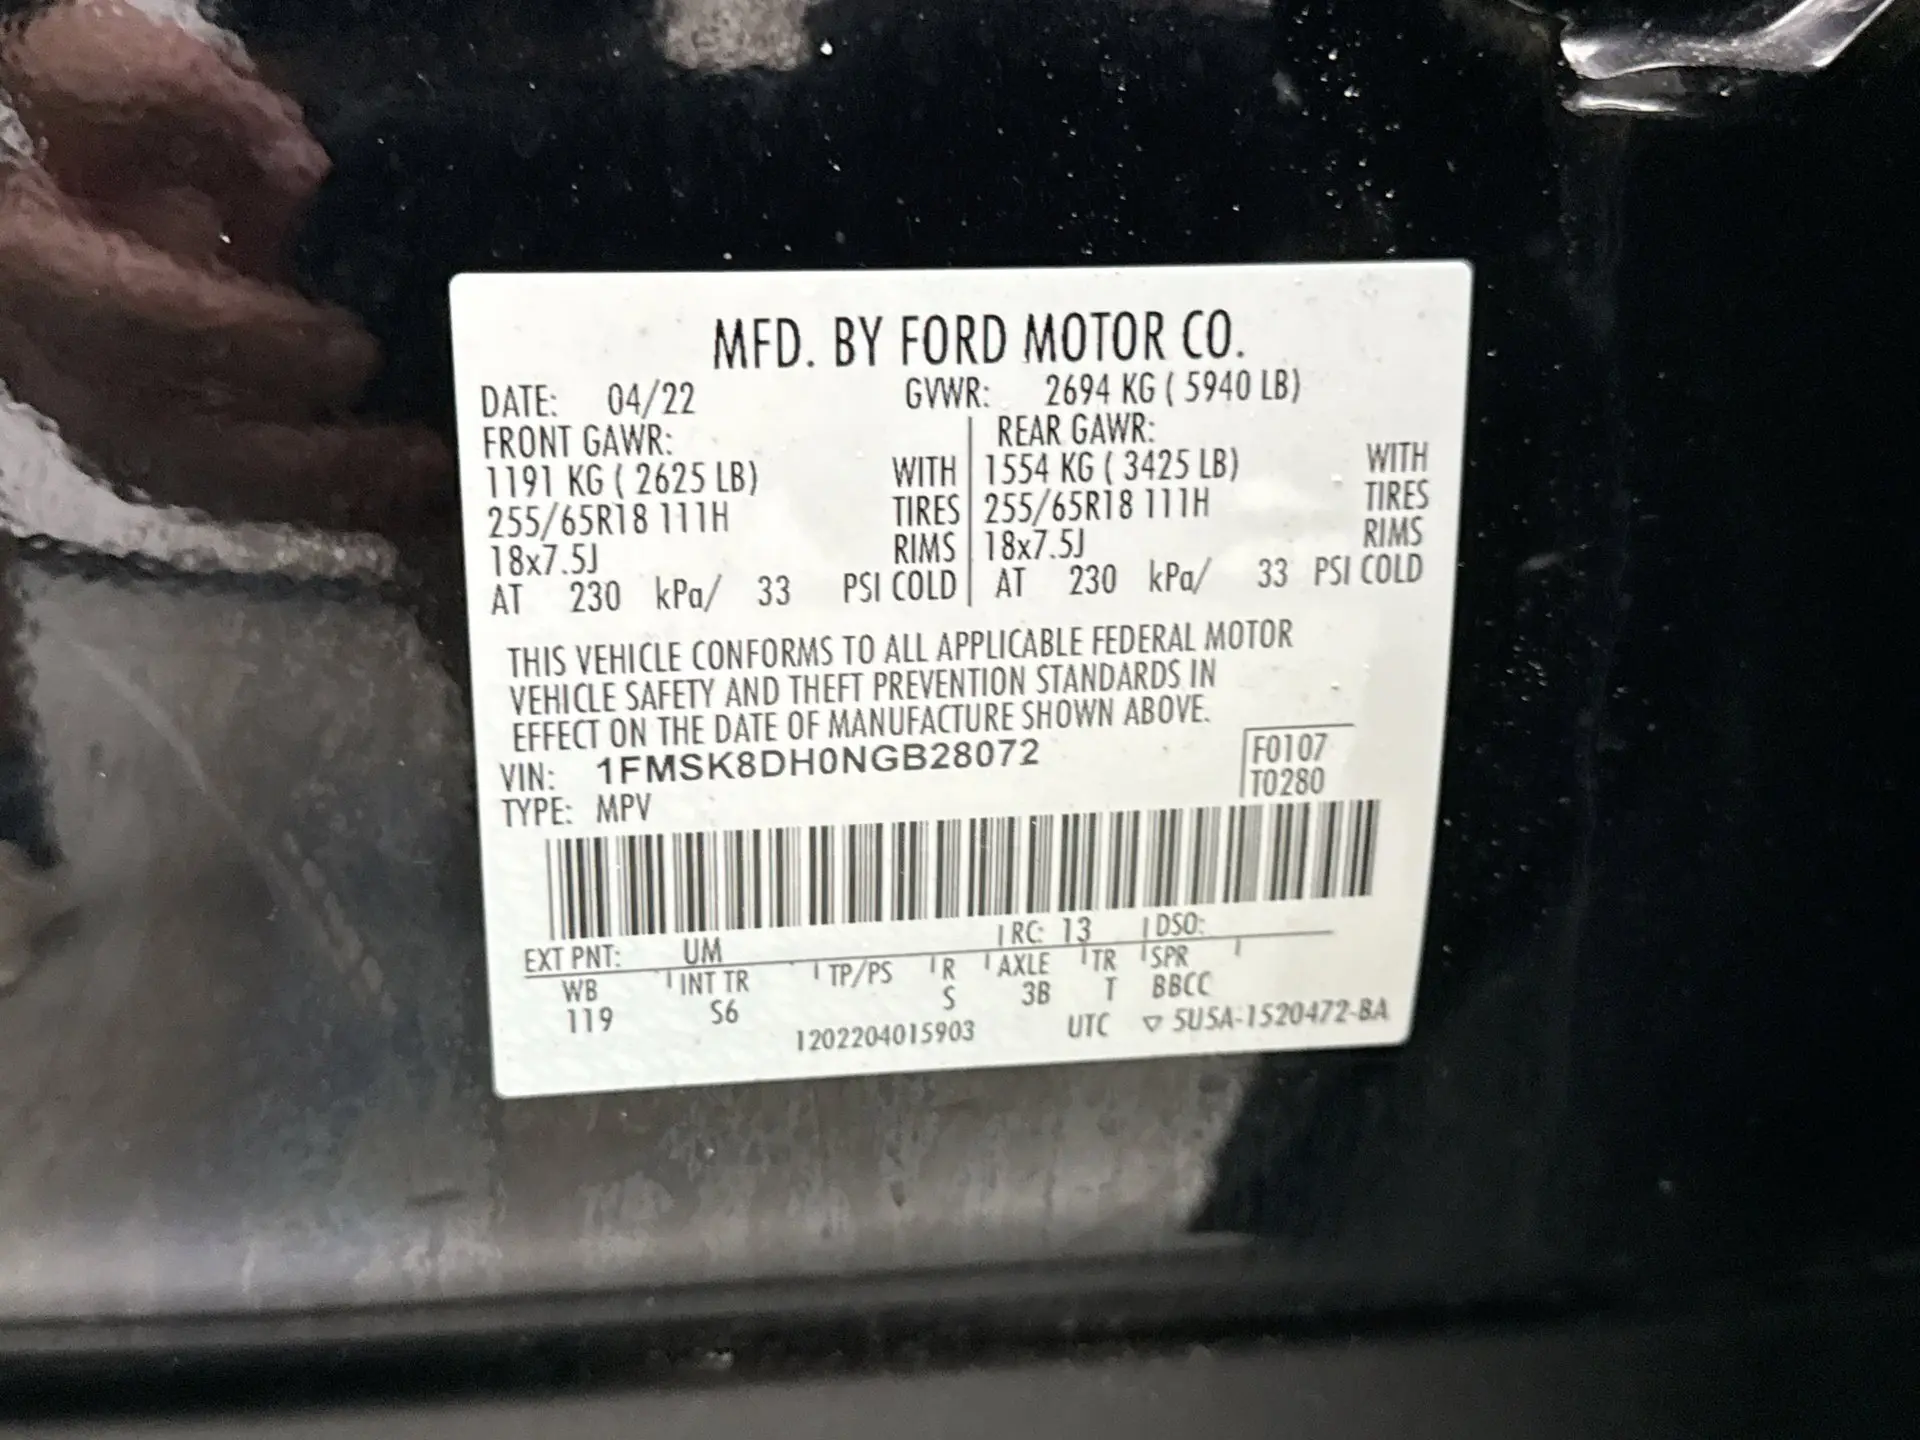 MFD. BY FORD MOTOR CO.
DATE: 04/22 GVWR: 2694 KG ( 5940 LB)
FRONT GAWR: REAR GAWR:
1191 KG ( 2625 LB) WITH 1554 KG ( 3425 LB) WITH
255/65R18 111H TIRES 255/65R18 111H TIRES
18x7.5J RIMS 18x7.5J RIMS
AT 230 kPa/ 33 PSI COLD AT 230 kPa/ 33 PSI COLD
THIS VEHICLE CONFORMS TO ALL APPLICABLE FEDERAL MOTOR
VEHICLE SAFETY AND THEFT PREVENTION STANDARDS IN
EFFECT ON THE DATE OF MANUFACTURE SHOWN ABOVE.
VIN: 1FMSK8DH0NGB28072 F0107
TYPE: MPV T0280
EXT PNT: UM RC: 13 DSO:
WB INT TR TP/PS R AXLE TR SPR
119 S6 S 3B T BBCC
1202204015903 UTC ▽ 5U5A-1520472-BA